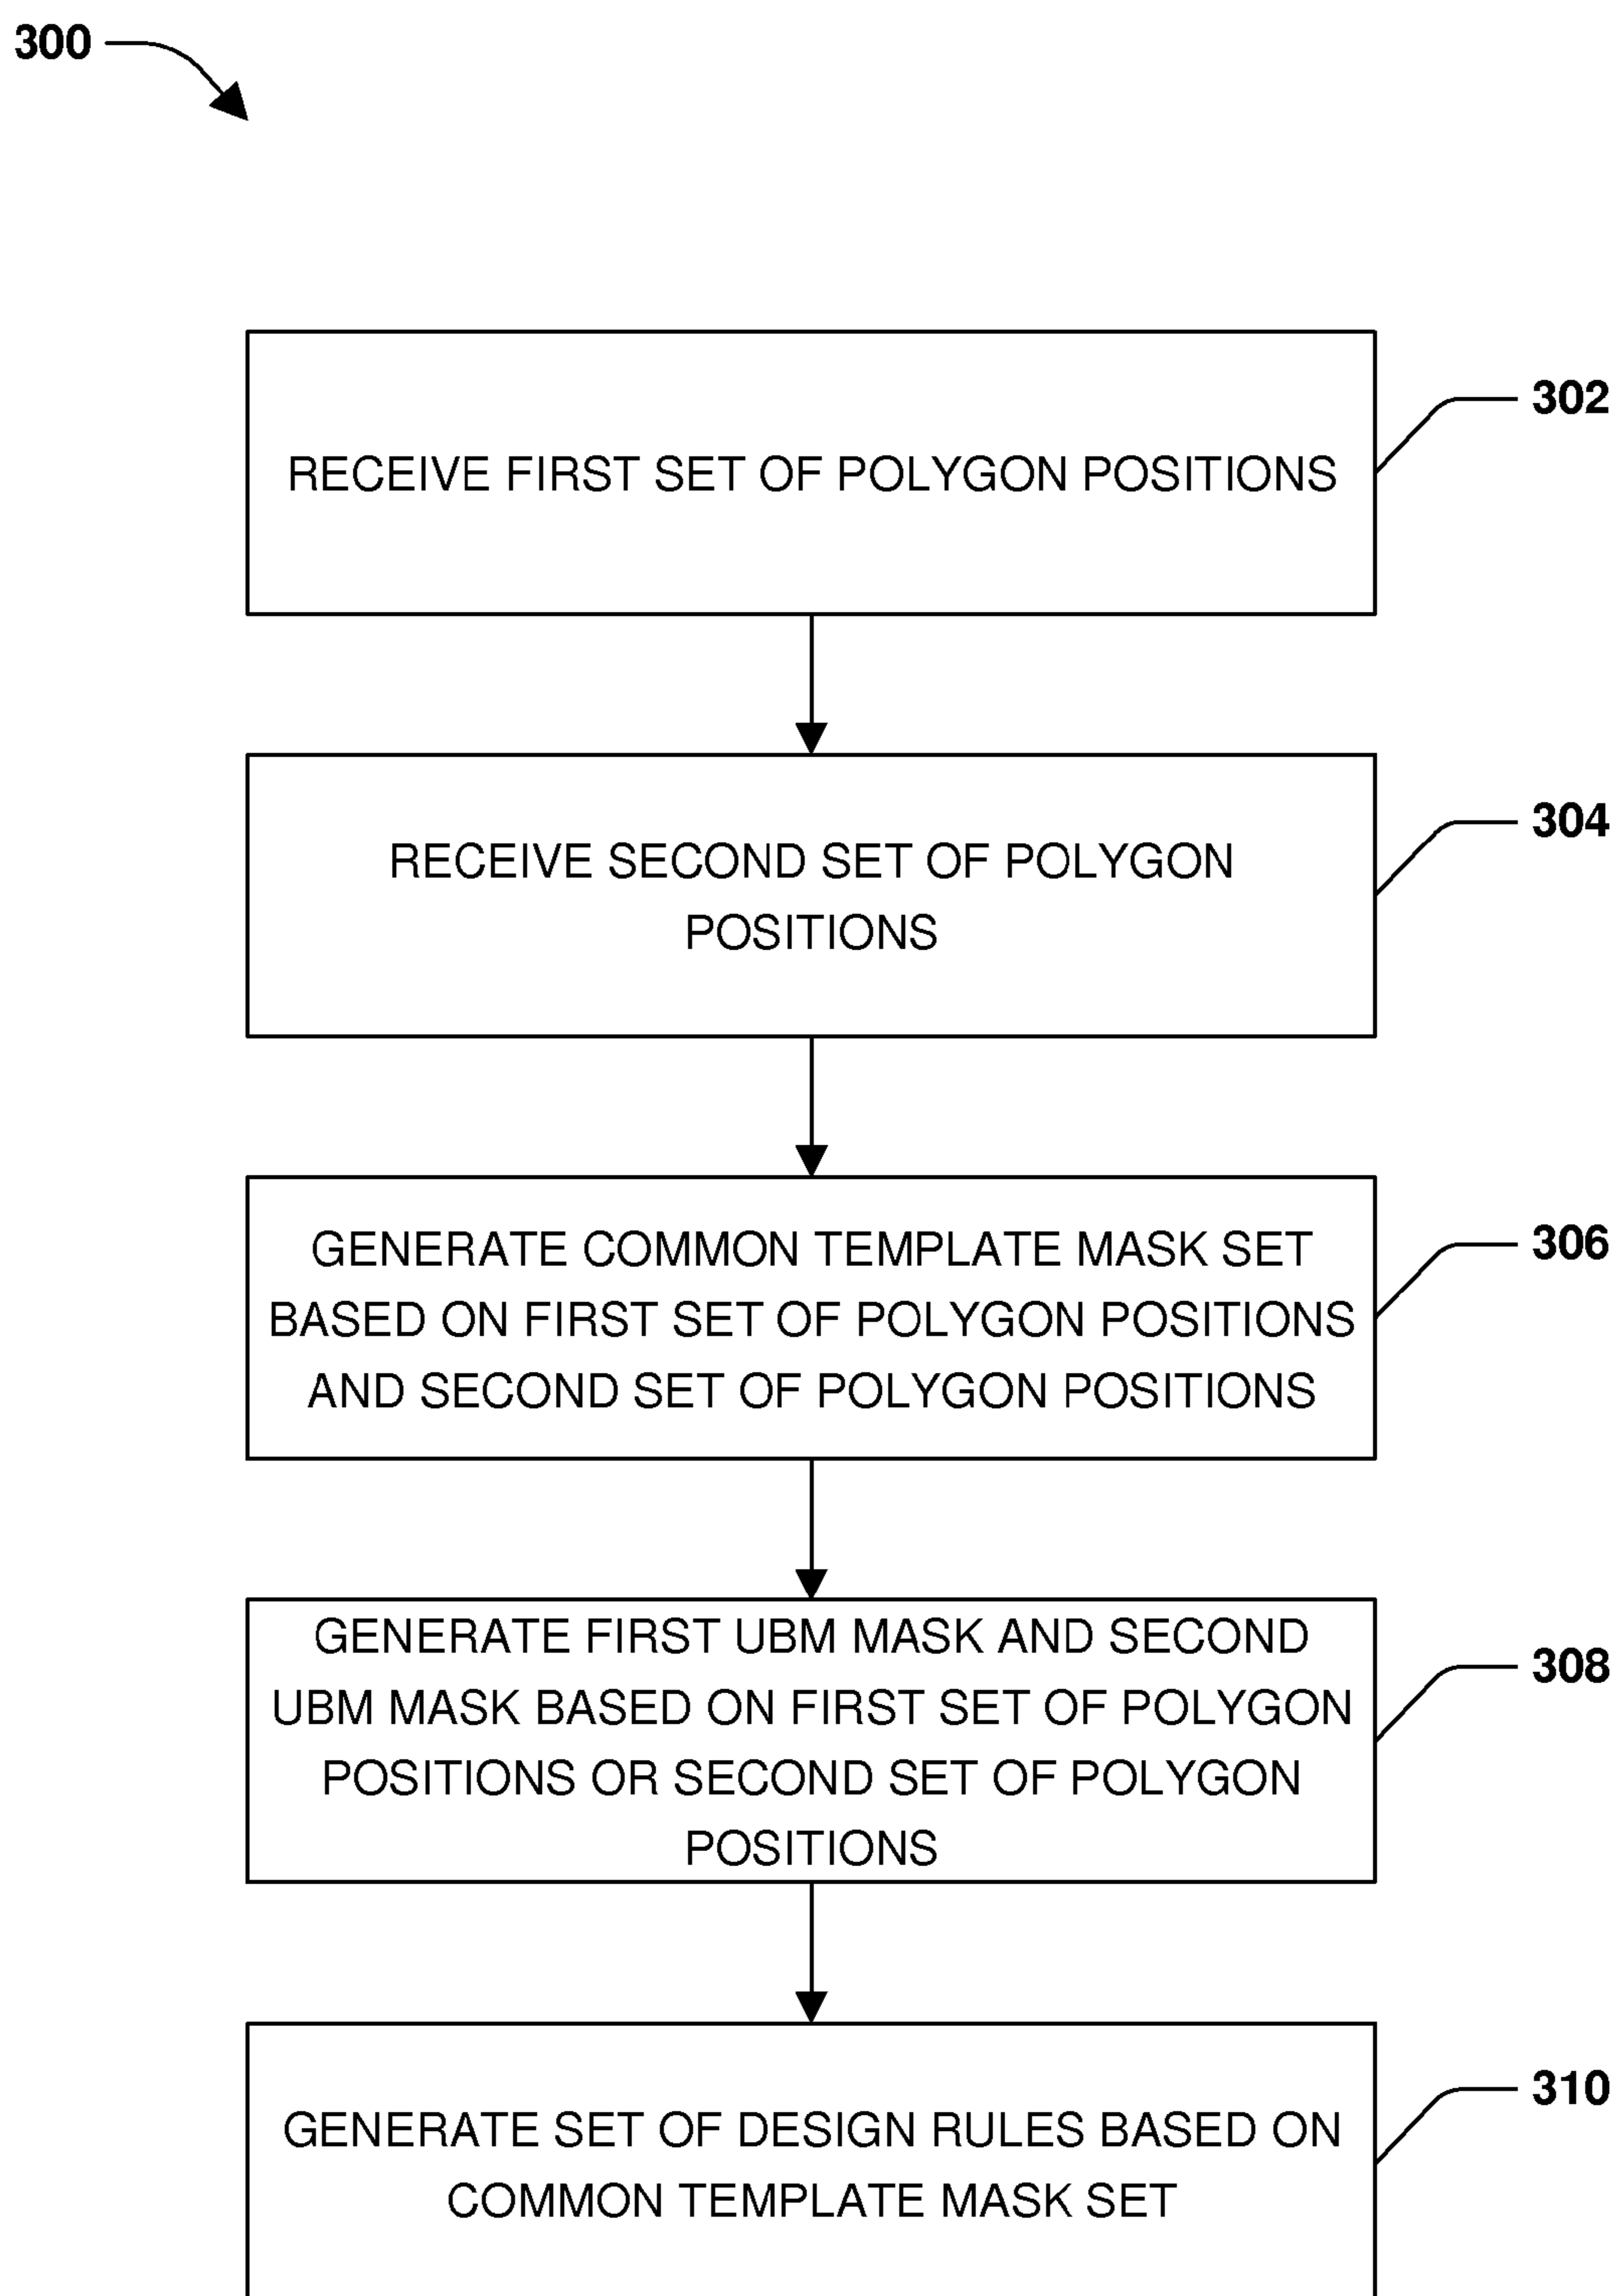 300
302
RECEIVE FIRST SET OF POLYGON POSITIONS
304
RECEIVE SECOND SET OF POLYGON
POSITIONS
306
GENERATE COMMON TEMPLATE MASK SET
BASED ON FIRST SET OF POLYGON POSITIONS
AND SECOND SET OF POLYGON POSITIONS
308
GENERATE FIRST UBM MASK AND SECOND
UBM MASK BASED ON FIRST SET OF POLYGON
POSITIONS OR SECOND SET OF POLYGON
POSITIONS
310
GENERATE SET OF DESIGN RULES BASED ON
COMMON TEMPLATE MASK SET